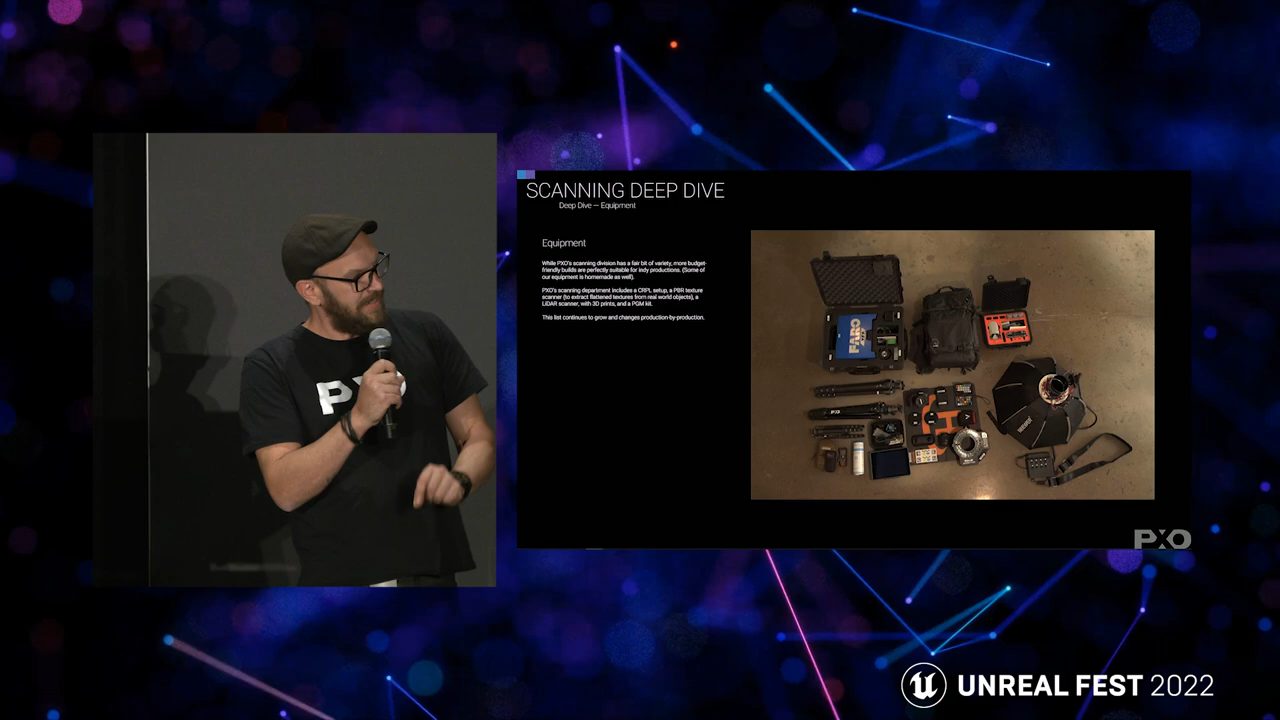 SCANNING DEEP DIVE
Deep Dive — Equipment
Equipment
While PXO's scanning division has a fair bit of variety, more budget-
friendly builds are perfectly suitable for indy productions. (Some of
our equipment is homemade as well).
PXO's scanning department includes a CRPL setup, a PBR texture
scanner (to extract flattened textures from real world objects), a
LiDAR scanner, with 3D prints, and a PGM kit.
This list continues to grow and changes production-by-production.
FARO
PXO
PXO
UNREAL FEST 2022